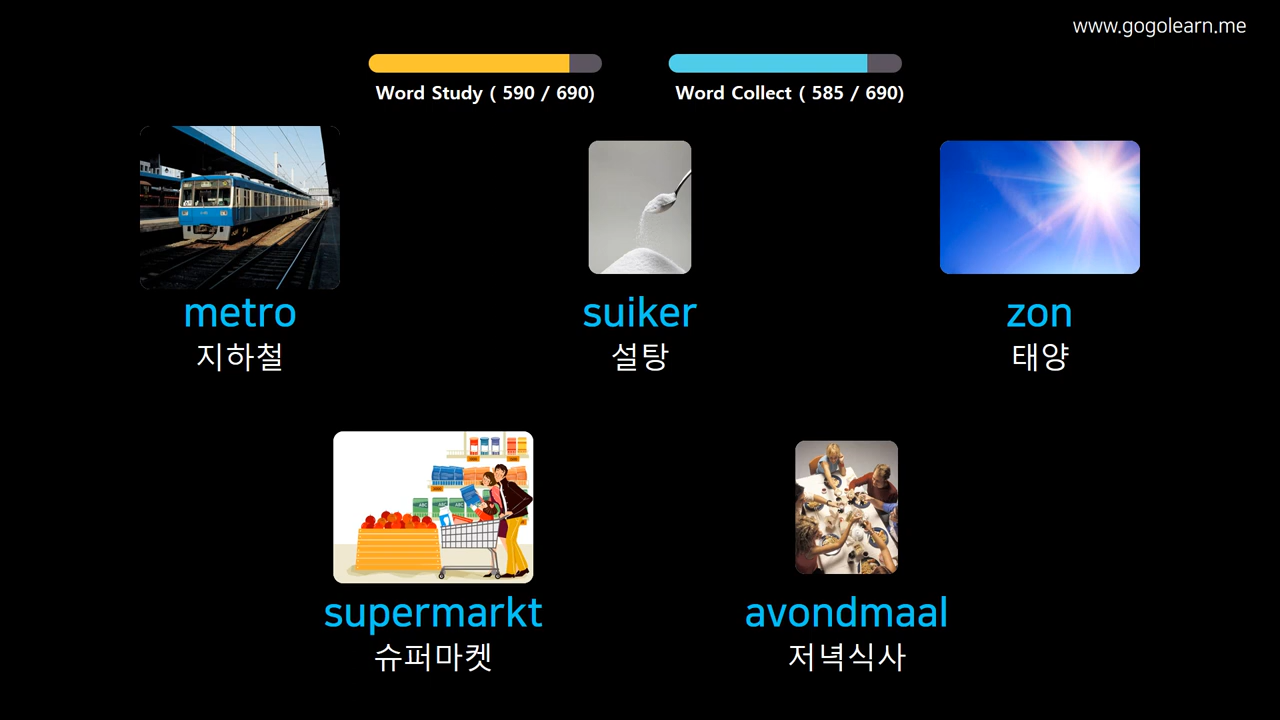 www.gogolearn.me
Word Study ( 590 / 690)
Word Collect ( 585 / 690)
metro
지하철
suiker
설탕
zon
태양
supermarkt
슈퍼마켓
avondmaal
저녁식사